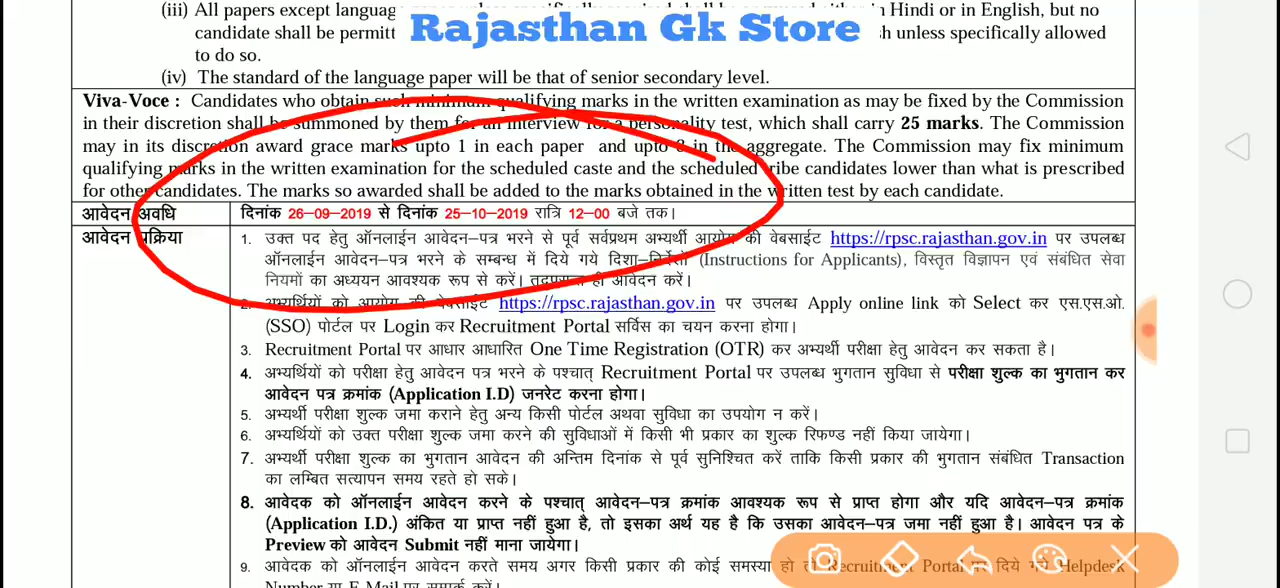 (iii) All papers except language Hindi or in English, but no
Rajasthan Gk Store
candidate shall be permitt unless specifically allowed
to do so.
(iv) The standard of the language paper will be that of senior secondary level.
Viva-Voce : Candidates who obtain such minimum qualifying marks in the written examination as may be fixed by the Commission
in their discretion shall be summoned by them for an interview for a personality test, which shall carry 25 marks. The Commission
may in its discretion award grace marks upto 1 in each paper and upto in the aggregate. The Commission may fix minimum
qualifying marks in the written examination for the scheduled caste and the scheduled tribe candidates lower than what is prescribed
for other candidates. The marks so awarded shall be added to the marks obtained in the written test by each candidate.
आवेदन अवधि दिनांक 26–09–2019 से दिनांक 25–10–2019 रात्रि 12–00 बजे तक।
आवेदन प्रक्रिया 1. उक्त पद हेतु ऑनलाईन आवेदन–पत्र भरने से पूर्व सर्वप्रथम अभ्यर्थी आयोग की वेबसाईट https://rpsc.rajasthan.gov.in पर उपलब्ध
ऑनलाईन आवेदन–पत्र भरने के सम्बन्ध में दिये गये दिशा–निर्देशों (Instructions for Applicants), विस्तृत विज्ञापन एवं संबंधित सेवा
नियमों का अध्ययन आवश्यक रूप से करें। तद्नुसार ही आवेदन करें।
2. अभ्यर्थियों को आयोग की वेबसाईट https://rpsc.rajasthan.gov.in पर उपलब्ध Apply online link को Select कर एस.एस.ओ.
(SSO) पोर्टल पर Login कर Recruitment Portal सर्विस का चयन करना होगा।
3. Recruitment Portal पर आधार आधारित One Time Registration (OTR) कर अभ्यर्थी परीक्षा हेतु आवेदन कर सकता है।
4. अभ्यर्थियों को परीक्षा हेतु आवेदन पत्र भरने के पश्चात् Recruitment Portal पर उपलब्ध भुगतान सुविधा से परीक्षा शुल्क का भुगतान कर
आवेदन पत्र क्रमांक (Application I.D) जनरेट करना होगा।
5. अभ्यर्थी परीक्षा शुल्क जमा कराने हेतु अन्य किसी पोर्टल अथवा सुविधा का उपयोग न करें।
6. अभ्यर्थियों को उक्त परीक्षा शुल्क जमा करने की सुविधाओं में किसी भी प्रकार का शुल्क रिफण्ड नहीं किया जायेगा।
7. अभ्यर्थी परीक्षा शुल्क का भुगतान आवेदन की अन्तिम दिनांक से पूर्व सुनिश्चित करें ताकि किसी प्रकार की भुगतान संबंधित Transaction
का लम्बित सत्यापन समय रहते हो सके।
8. आवेदक को ऑनलाईन आवेदन करने के पश्चात् आवेदन–पत्र क्रमांक आवश्यक रूप से प्राप्त होगा और यदि आवेदन–पत्र क्रमांक
(Application I.D.) अंकित या प्राप्त नहीं हुआ है, तो इसका अर्थ यह है कि उसका आवेदन–पत्र जमा नहीं हुआ है। आवेदन पत्र के
Preview को आवेदन Submit नहीं माना जायेगा।
9. आवेदक को ऑनलाईन आवेदन करते समय अगर किसी प्रकार की कोई समस्या हो तो Recruitment Portal पर दिये गये Helpdesk
Number या E-Mail पर सम्पर्क करें।